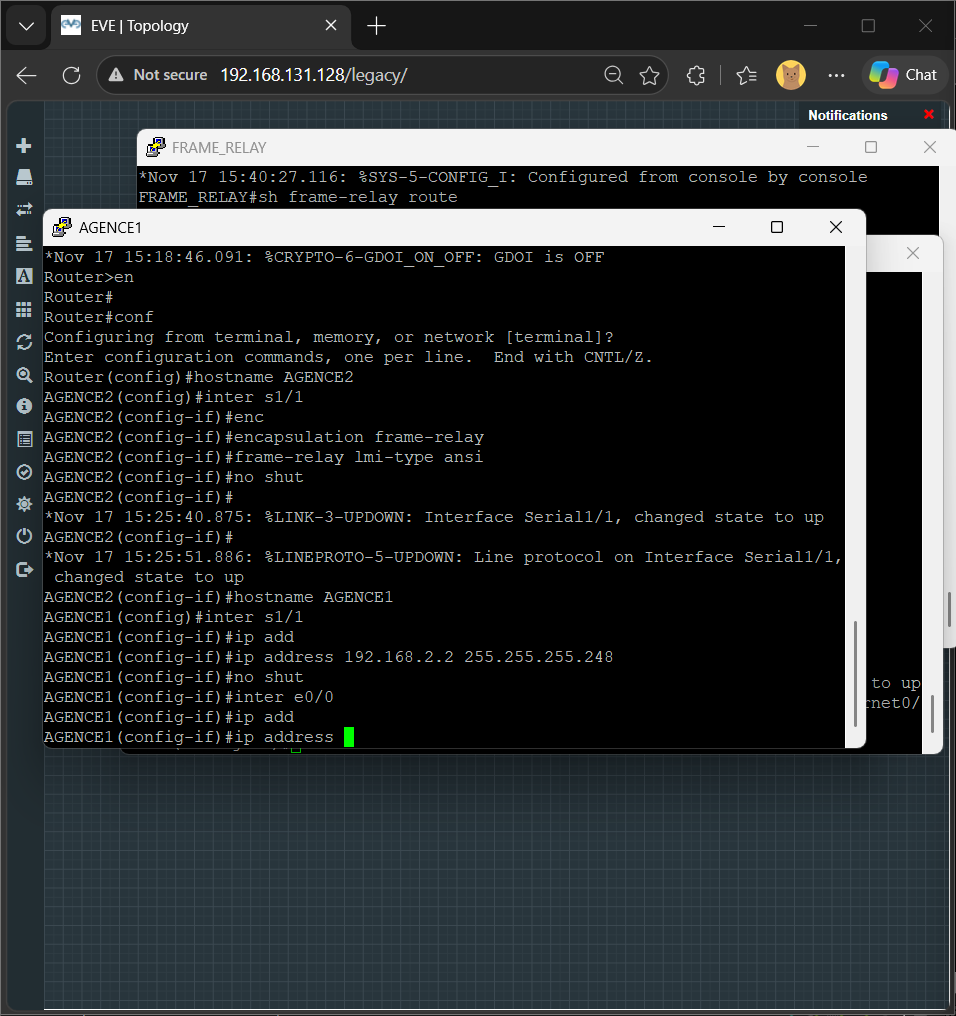 EVE | Topology
Not secure 192.168.131.128/legacy/
Chat
Notifications
FRAME_RELAY
*Nov 17 15:40:27.116: %SYS-5-CONFIG_I: Configured from console by console
FRAME_RELAY#sh frame-relay route
AGENCE1
*Nov 17 15:18:46.091: %CRYPTO-6-GDOI_ON_OFF: GDOI is OFF
Router>en
Router#
Router#conf
Configuring from terminal, memory, or network [terminal]?
Enter configuration commands, one per line.  End with CNTL/Z.
Router(config)#hostname AGENCE2
AGENCE2(config)#inter s1/1
AGENCE2(config-if)#enc
AGENCE2(config-if)#encapsulation frame-relay
AGENCE2(config-if)#frame-relay lmi-type ansi
AGENCE2(config-if)#no shut
AGENCE2(config-if)#
*Nov 17 15:25:40.875: %LINK-3-UPDOWN: Interface Serial1/1, changed state to up
AGENCE2(config-if)#
*Nov 17 15:25:51.886: %LINEPROTO-5-UPDOWN: Line protocol on Interface Serial1/1,
changed state to up
AGENCE2(config-if)#hostname AGENCE1
AGENCE1(config)#inter s1/1
AGENCE1(config-if)#ip add
AGENCE1(config-if)#ip address 192.168.2.2 255.255.255.248
AGENCE1(config-if)#no shut
AGENCE1(config-if)#inter e0/0
AGENCE1(config-if)#ip add
AGENCE1(config-if)#ip address
to up
rnet0/